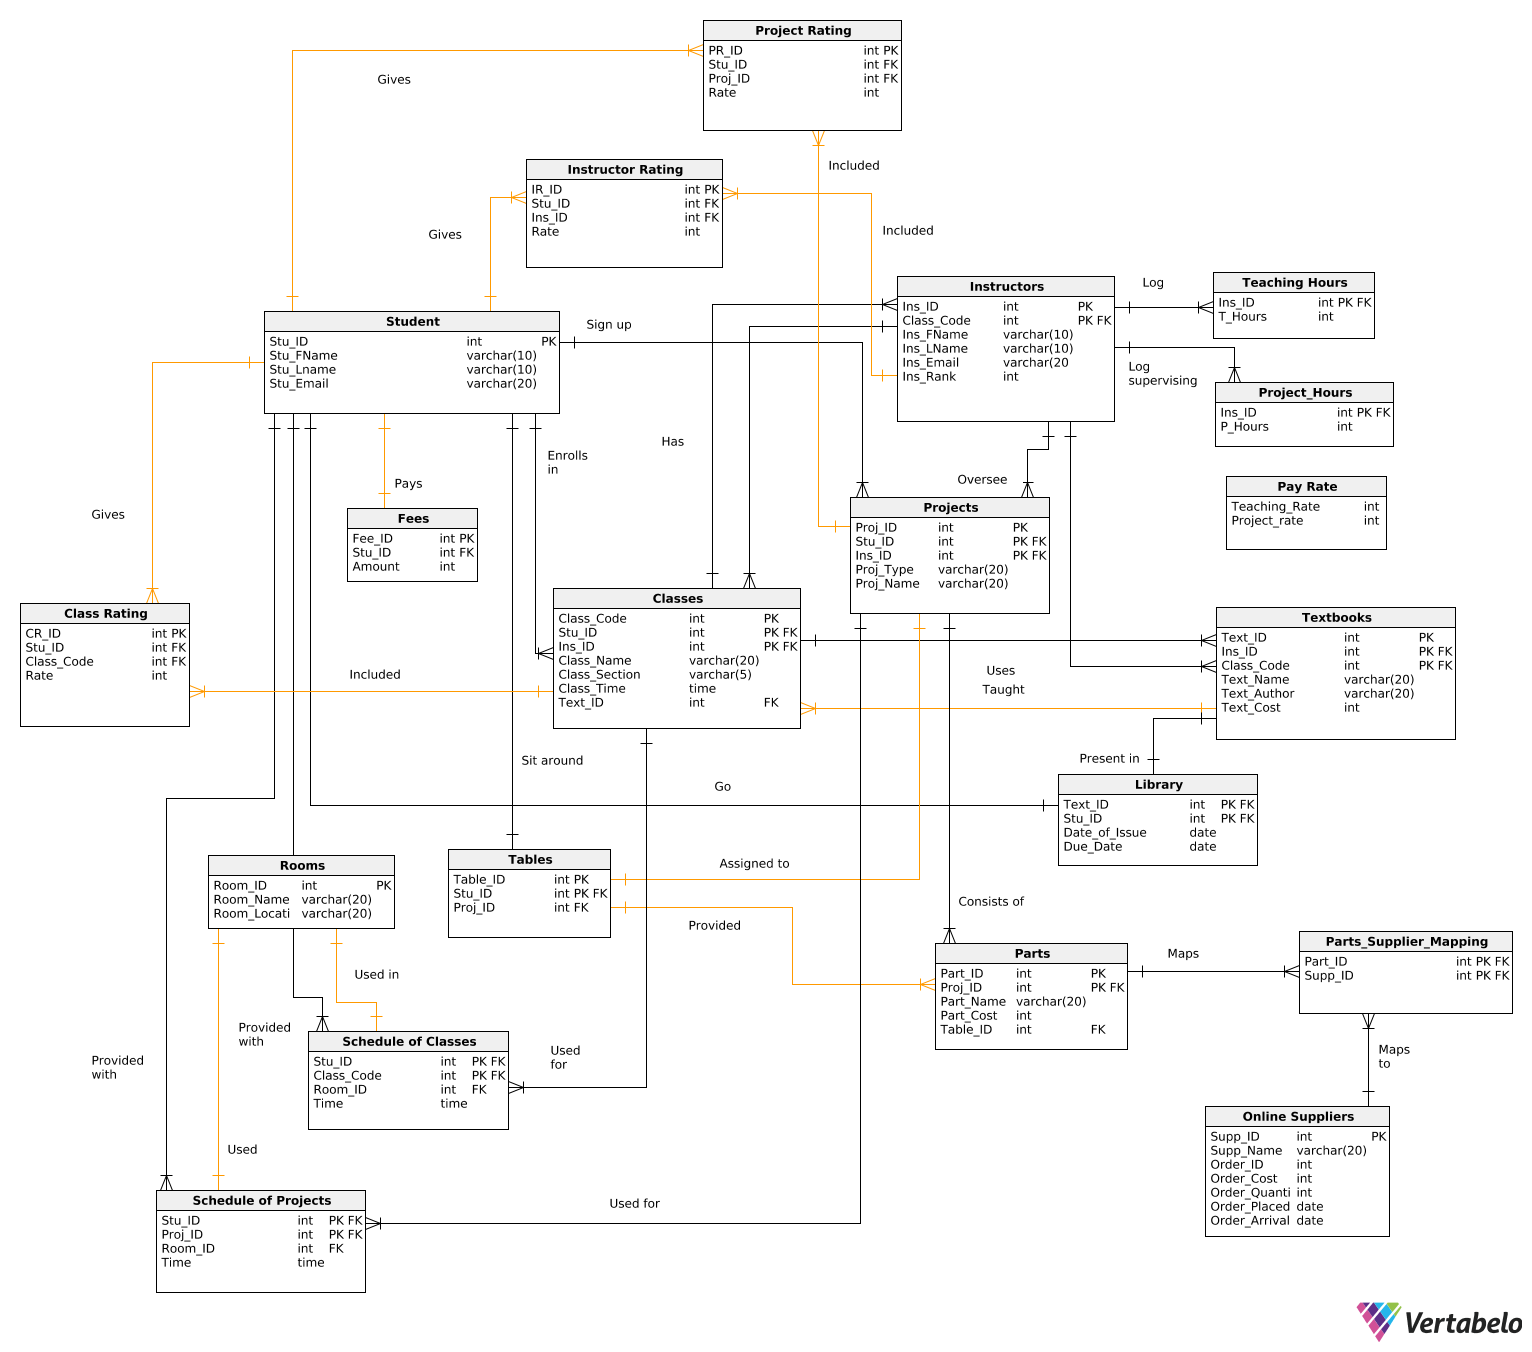 Project Rating
PR_ID int PK
Stu_ID int FK
Proj_ID int FK
Rate int
Gives
Included
Instructor Rating
IR_ID int PK
Stu_ID int FK
Ins_ID int FK
Rate int
Gives
Included
Instructors
Ins_ID int PK
Class_Code int PK FK
Ins_FName varchar(10)
Ins_LName varchar(10)
Ins_Email varchar(20
Ins_Rank int
Log
Teaching Hours
Ins_ID int PK FK
T_Hours int
Log
supervising
Project_Hours
Ins_ID int PK FK
P_Hours int
Student
Stu_ID int PK
Stu_FName varchar(10)
Stu_Lname varchar(10)
Stu_Email varchar(20)
Sign up
Has
Enrolls
in
Oversee
Pays
Gives
Pay Rate
Teaching_Rate int
Project_rate int
Fees
Fee_ID int PK
Stu_ID int FK
Amount int
Projects
Proj_ID int PK
Stu_ID int PK FK
Ins_ID int PK FK
Proj_Type varchar(20)
Proj_Name varchar(20)
Class Rating
CR_ID int PK
Stu_ID int FK
Class_Code int FK
Rate int
Included
Classes
Class_Code int PK
Stu_ID int PK FK
Ins_ID int PK FK
Class_Name varchar(20)
Class_Section varchar(5)
Class_Time time
Text_ID int FK
Uses
Taught
Textbooks
Text_ID int PK
Ins_ID int PK FK
Class_Code int PK FK
Text_Name varchar(20)
Text_Author varchar(20)
Text_Cost int
Sit around
Go
Present in
Library
Text_ID int PK FK
Stu_ID int PK FK
Date_of_Issue date
Due_Date date
Rooms
Room_ID int PK
Room_Name varchar(20)
Room_Locati varchar(20)
Tables
Table_ID int PK
Stu_ID int PK FK
Proj_ID int FK
Assigned to
Provided
Consists of
Parts
Part_ID int PK
Proj_ID int PK FK
Part_Name varchar(20)
Part_Cost int
Table_ID int FK
Maps
Parts_Supplier_Mapping
Part_ID int PK FK
Supp_ID int PK FK
Used in
Provided
with
Schedule of Classes
Stu_ID int PK FK
Class_Code int PK FK
Room_ID int FK
Time time
Used
for
Provided
with
Maps
to
Online Suppliers
Supp_ID int PK
Supp_Name varchar(20)
Order_ID int
Order_Cost int
Order_Quanti int
Order_Placed date
Order_Arrival date
Used
Schedule of Projects
Stu_ID int PK FK
Proj_ID int PK FK
Room_ID int FK
Time time
Used for
Vertabelo